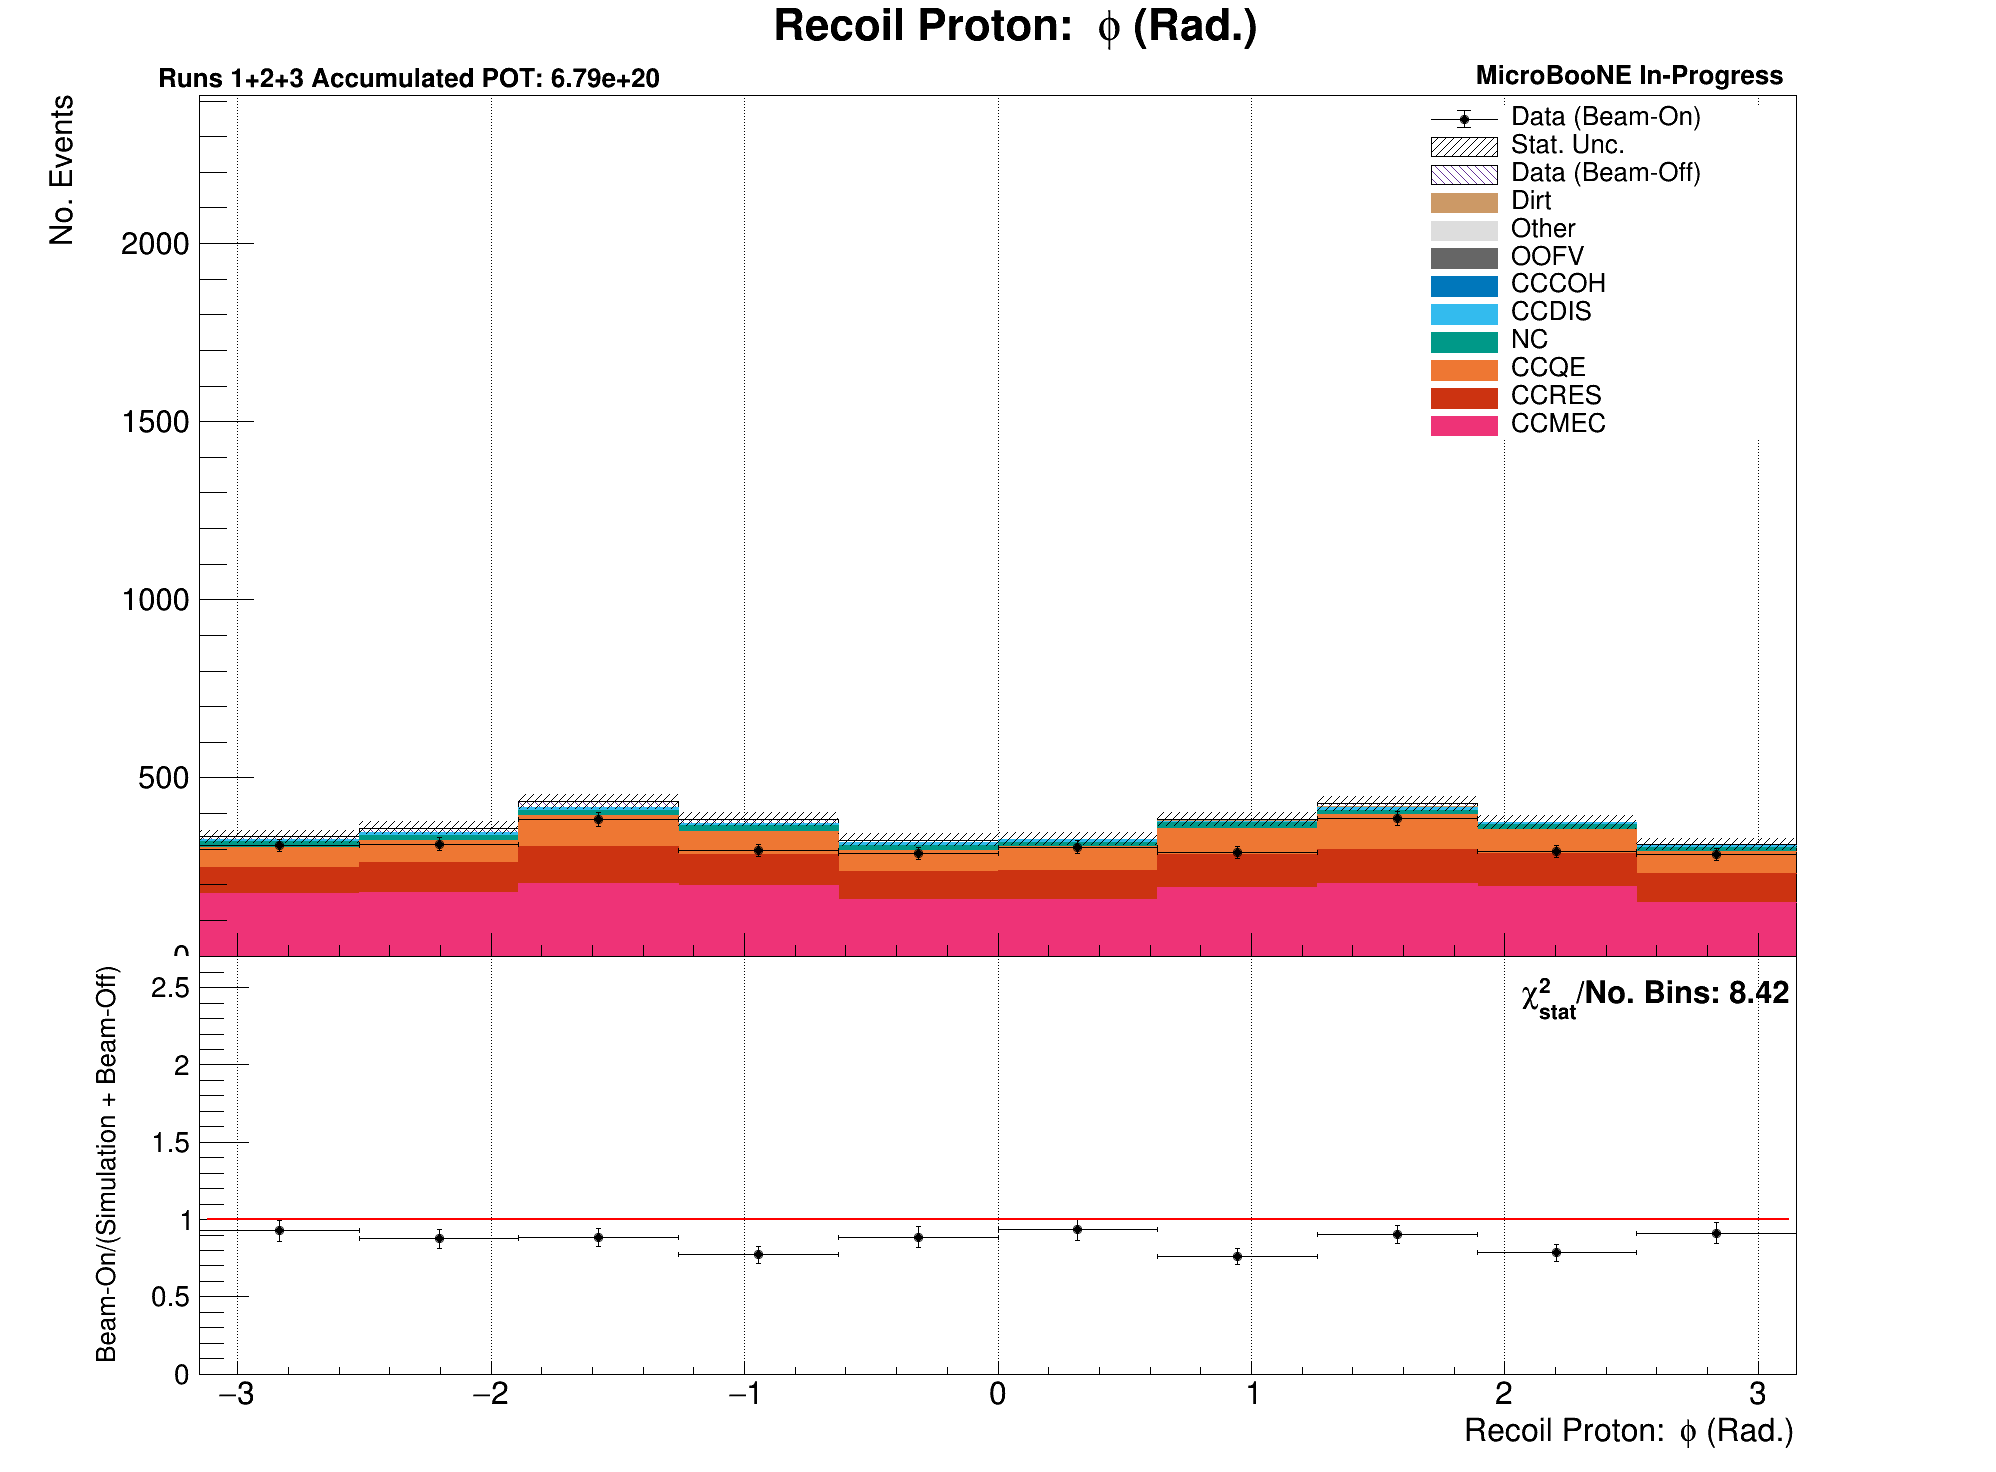 Recoil Proton: ϕ (Rad.)
Runs 1+2+3 Accumulated POT: 6.79e+20
MicroBooNE In-Progress
No. Events
2000
1500
1000
500
0
Data (Beam-On)
Stat. Unc.
Data (Beam-Off)
Dirt
Other
OOFV
CCCOH
CCDIS
NC
CCQE
CCRES
CCMEC
Beam-On/(Simulation + Beam-Off)
2.5
2
1.5
1
0.5
0
χ²stat/No. Bins: 8.42
−3 −2 −1 0 1 2 3
Recoil Proton: ϕ (Rad.)